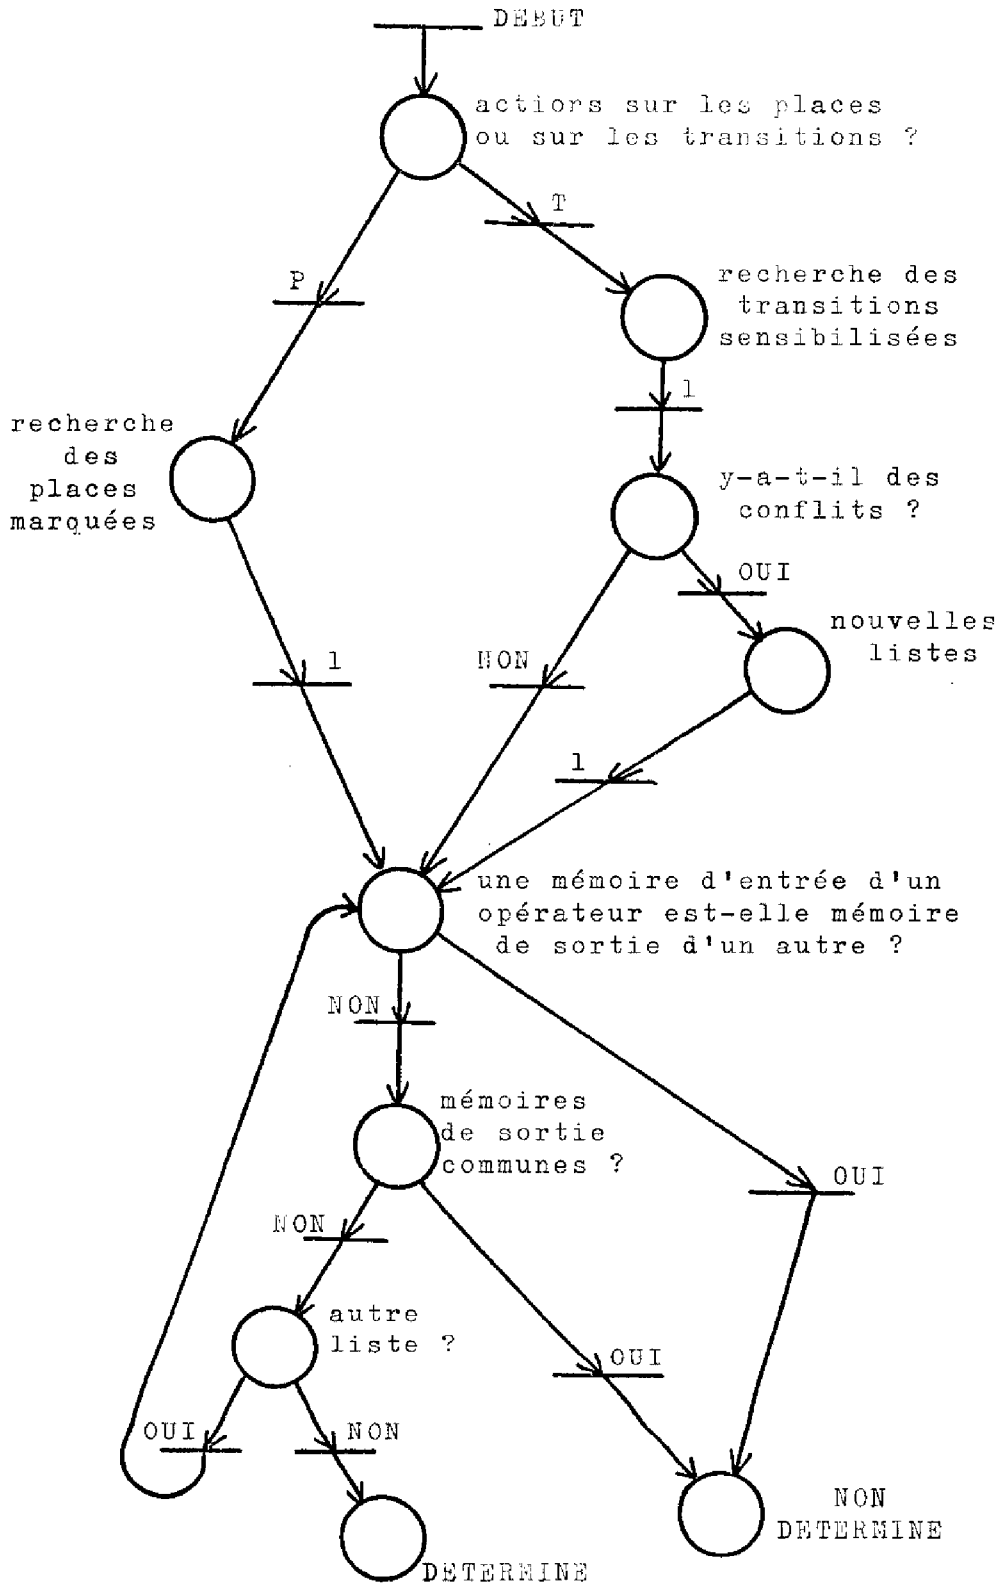 DEBUT
actions sur les places
ou sur les transitions ?
T
P
recherche des
transitions
sensibilisées
1
recherche
des
places
marquées
y-a-t-il des
conflits ?
OUI
nouvelles
listes
1
NON
1
une mémoire d'entrée d'un
opérateur est-elle mémoire
de sortie d'un autre ?
NON
mémoires
de sortie
communes ?
OUI
NON
autre
liste ?
OUI
OUI
NON
NON
DETERMINE
DETERMINE